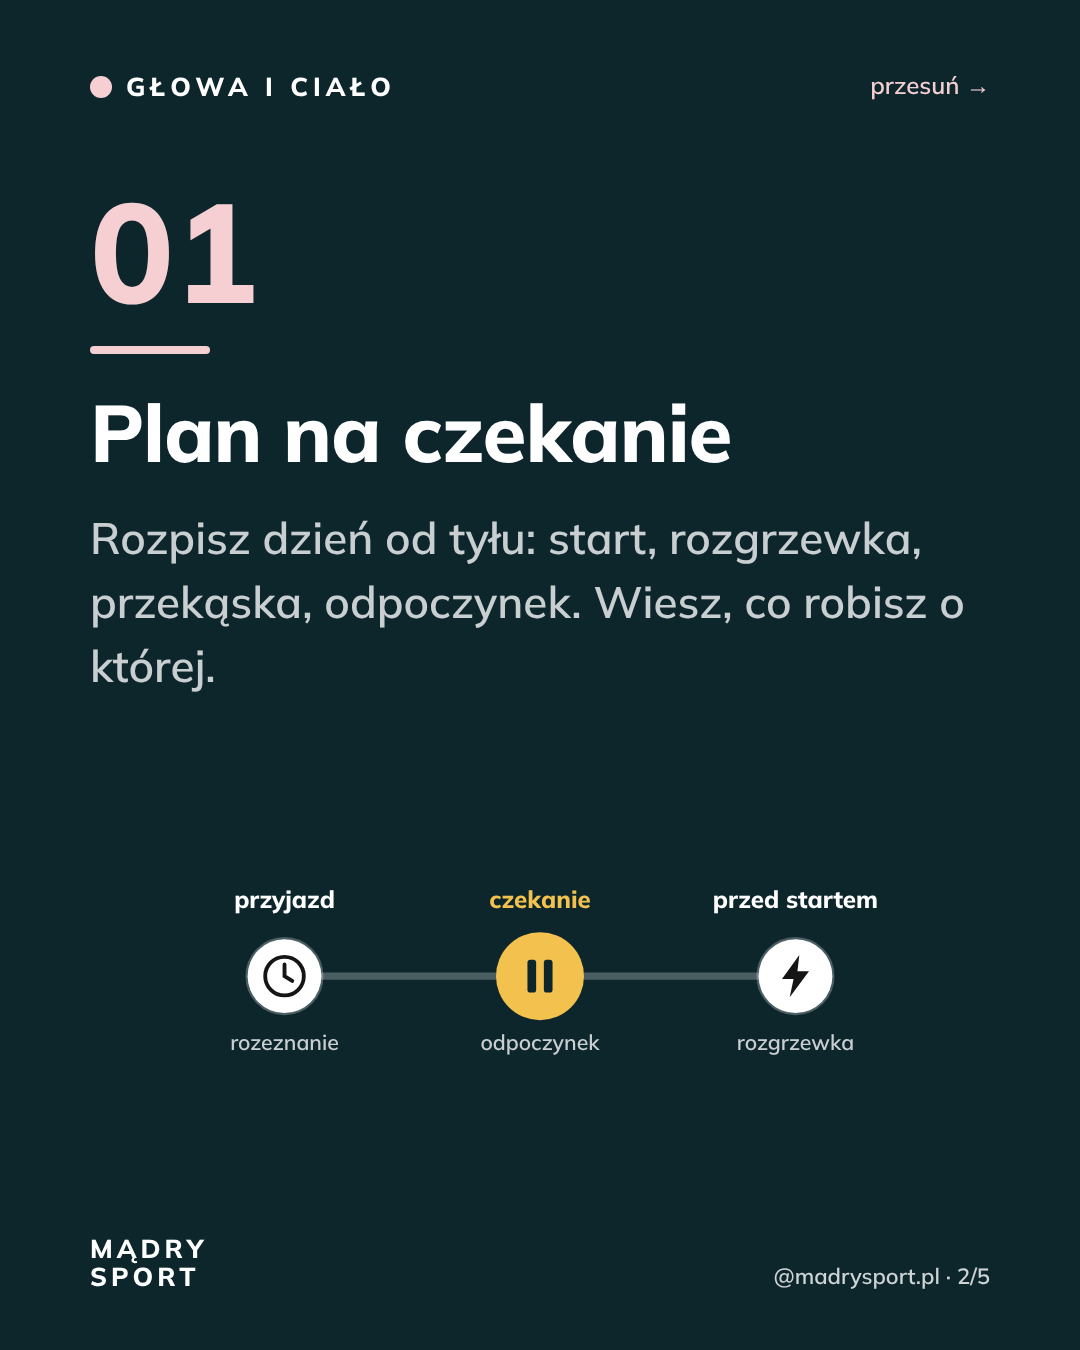 GŁOWA I CIAŁO
przesuń →
01
Plan na czekanie
Rozpisz dzień od tyłu: start, rozgrzewka,
przekąska, odpoczynek. Wiesz, co robisz o
której.
przyjazd czekanie przed startem
rozeznanie odpoczynek rozgrzewka
MĄDRY
SPORT
@madrysport.pl · 2/5